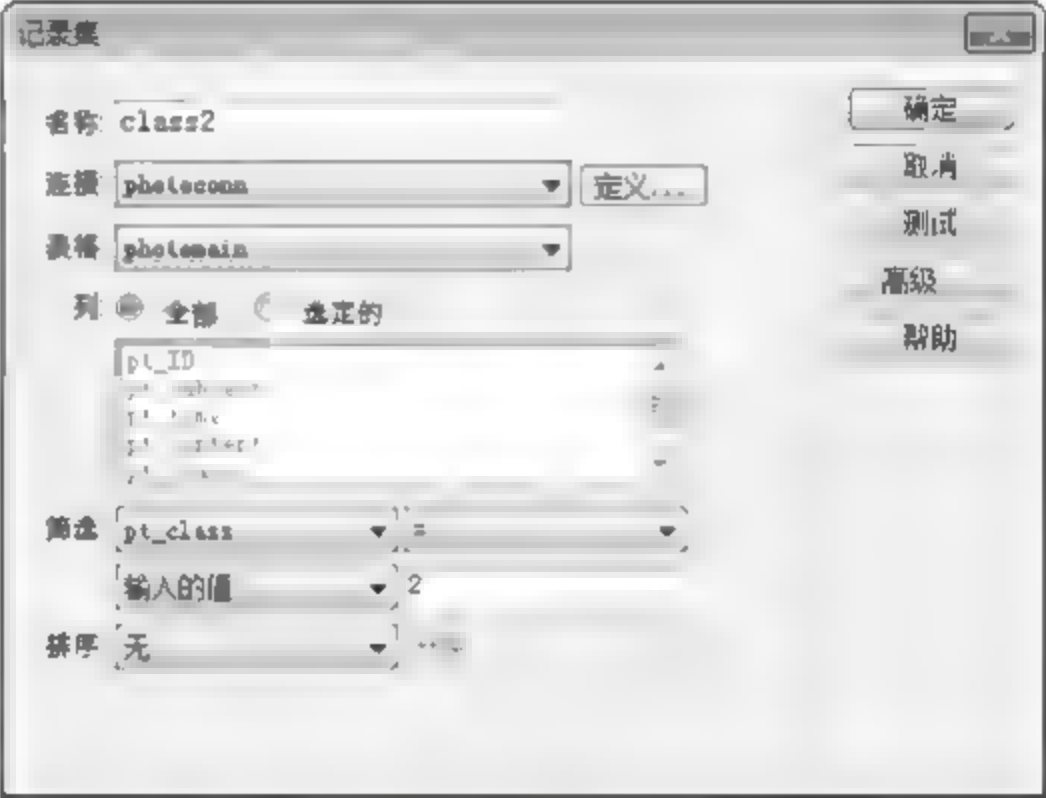 记录集
名称: class2 确定
连接: photoconn 定义... 取消
表格: photomain 测试
列: 全部 选定的 高级
pt_ID 帮助
筛选: pt_class =
输入的值 2
排序: 无